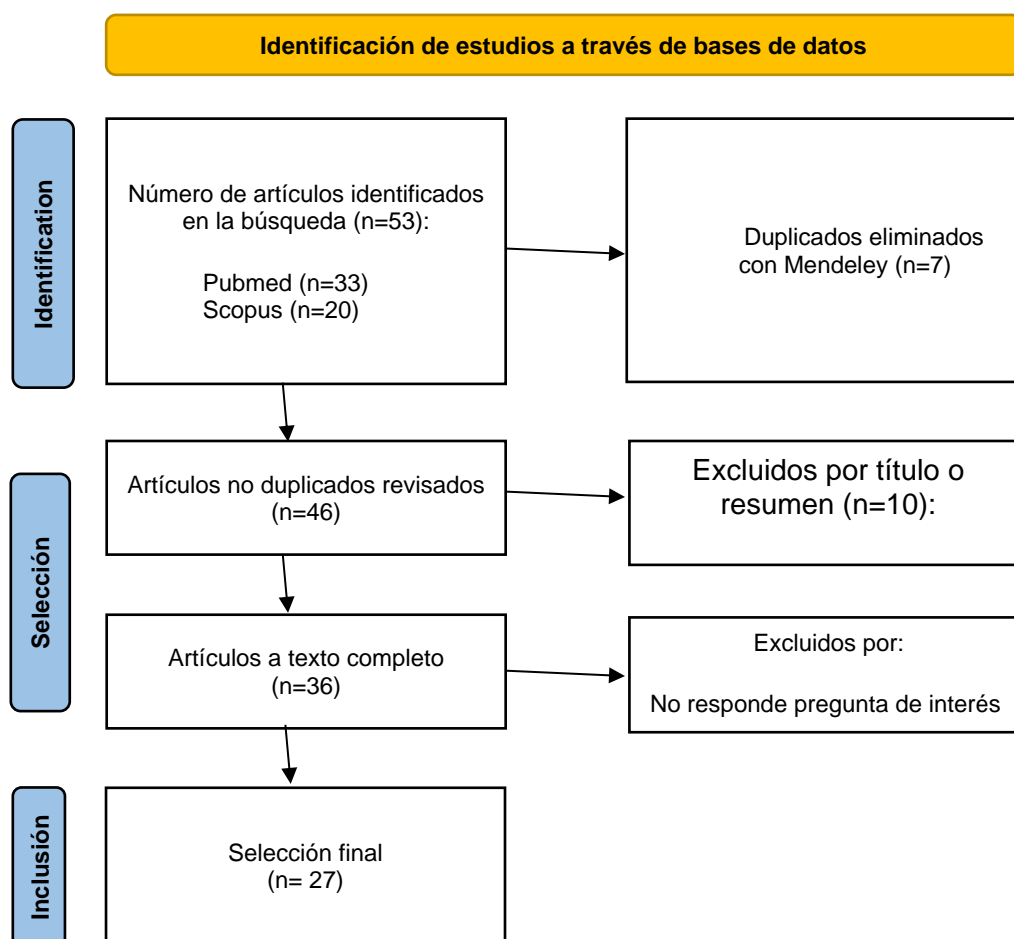 Identificación de estudios a través de bases de datos
Identification
Número de artículos identificados
en la búsqueda (n=53):
Pubmed (n=33)
Scopus (n=20)
Duplicados eliminados
con Mendeley (n=7)
Selección
Artículos no duplicados revisados
(n=46)
Excluidos por título o
resumen (n=10):
Artículos a texto completo
(n=36)
Excluidos por:
No responde pregunta de interés
Inclusión
Selección final
(n= 27)